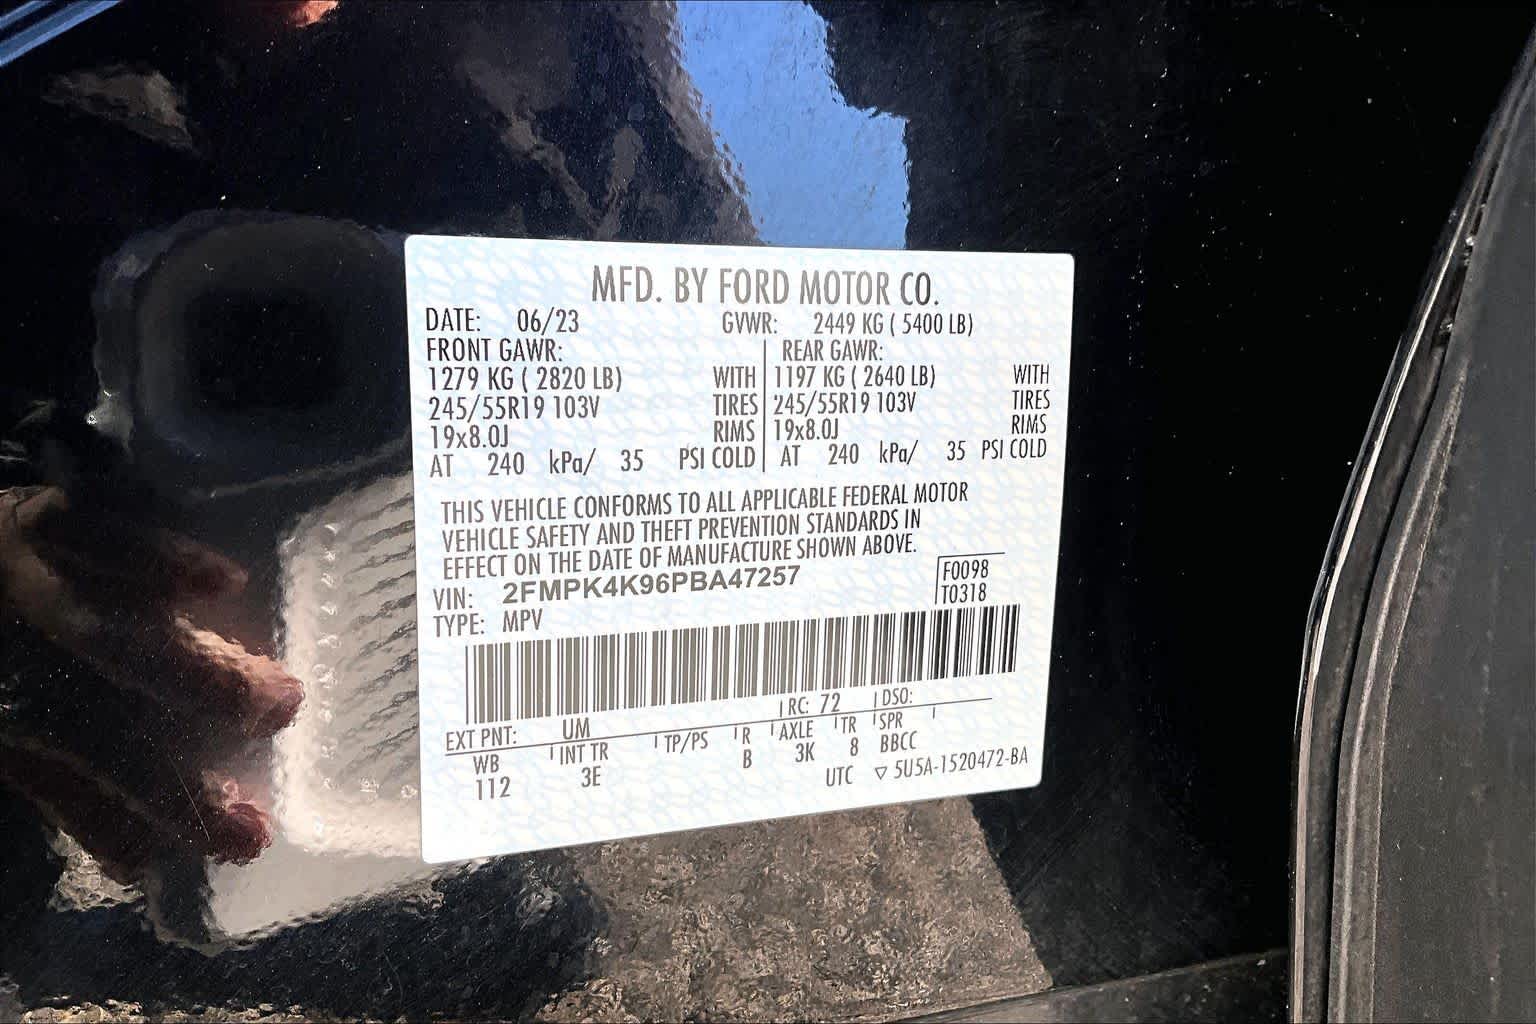 MFD. BY FORD MOTOR CO.
DATE: 06/23 GVWR: 2449 KG ( 5400 LB)
FRONT GAWR: REAR GAWR:
1279 KG ( 2820 LB) WITH 1197 KG ( 2640 LB) WITH
245/55R19 103V TIRES 245/55R19 103V TIRES
19x8.0J RIMS 19x8.0J RIMS
AT 240 kPa/ 35 PSI COLD AT 240 kPa/ 35 PSI COLD
THIS VEHICLE CONFORMS TO ALL APPLICABLE FEDERAL MOTOR
VEHICLE SAFETY AND THEFT PREVENTION STANDARDS IN
EFFECT ON THE DATE OF MANUFACTURE SHOWN ABOVE.
VIN: 2FMPK4K96PBA47257 F0098
TYPE: MPV T0318
EXT PNT: UM RC: 72 DSO:
WB INT TR TP/PS R AXLE TR SPR
112 3E B 3K 8 BBCC
UTC ▽ 5U5A-1520472-BA